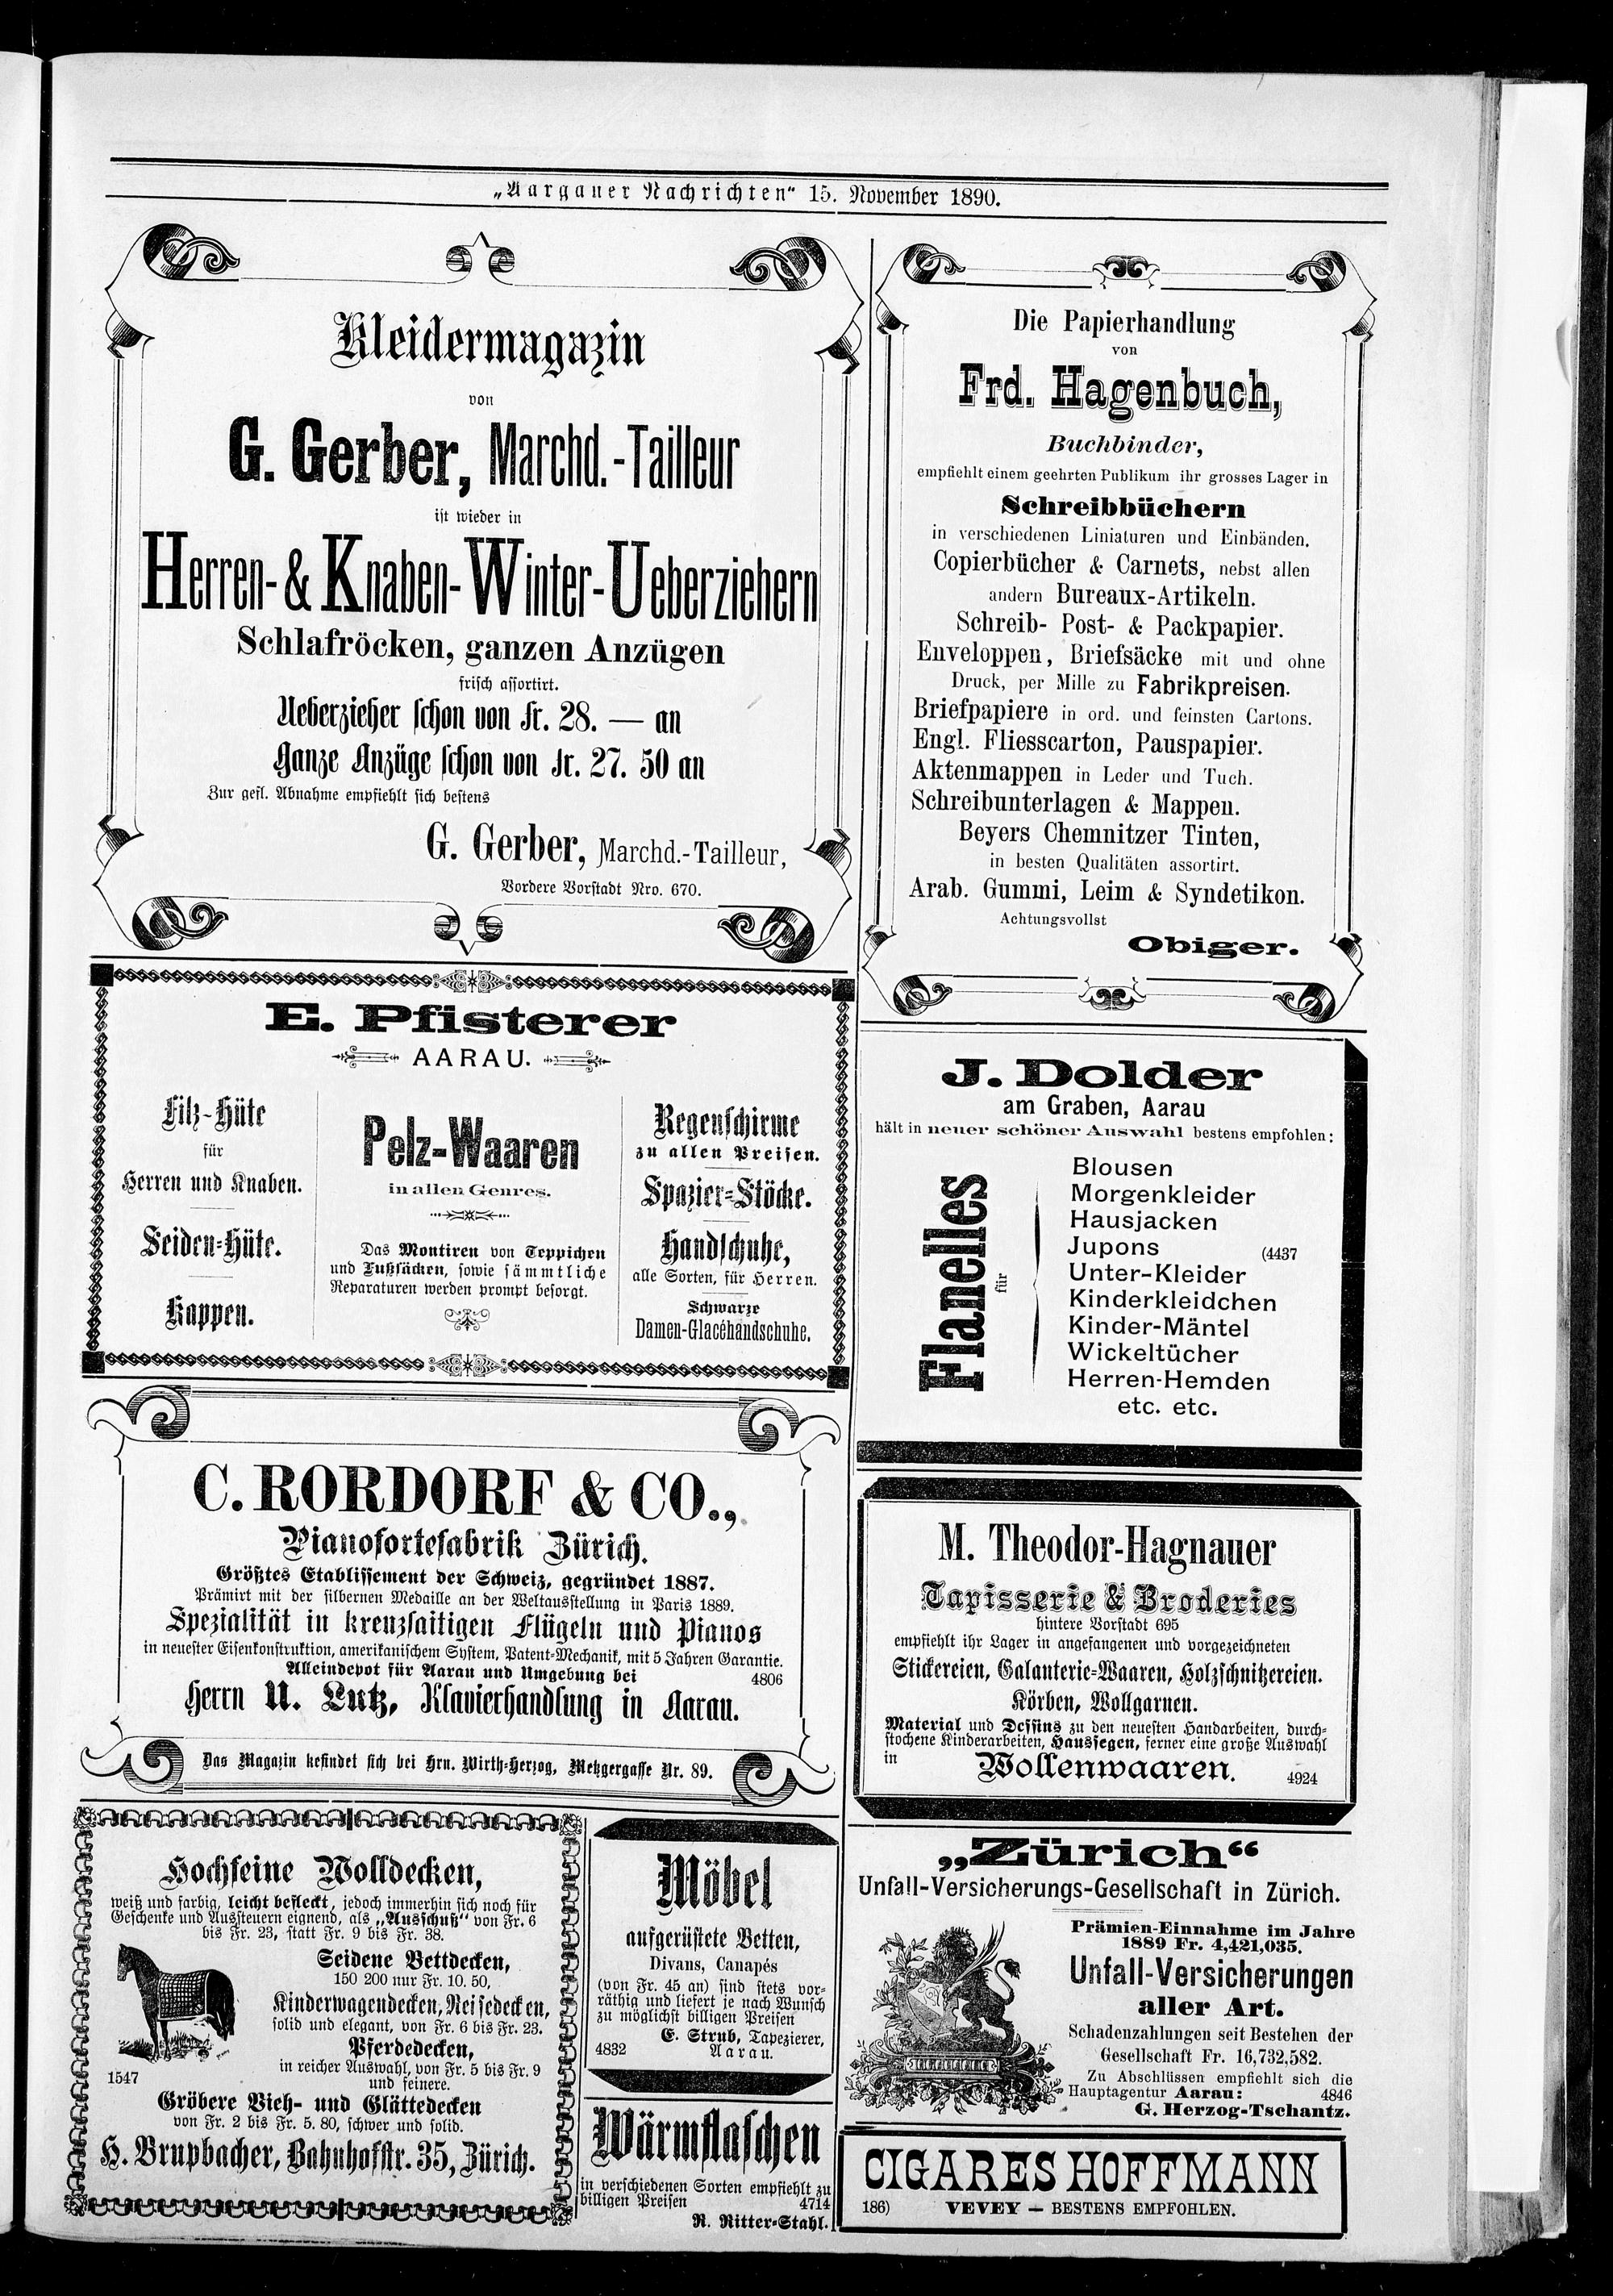 „Aargauer Nachrichten“ 15. November 1890.
Kleidermagazin
von
G. Gerber, Marchd.-Tailleur
ist wieder in
Herren- & Knaben-Winter-Ueberziehern
Schlafröcken, ganzen Anzügen
frisch assortirt.
Ueberzieher schon von Fr. 28. — an
Ganze Anzüge schon von Fr. 27. 50 an
Zur gefl. Abnahme empfiehlt sich bestens
G. Gerber, Marchd.-Tailleur,
Vordere Vorstadt Nro. 670.
E. Pfisterer
AARAU.
Filz-Hüte
für
Herren und Knaben.
Seiden-Hüte.
Kappen.
Pelz-Waaren
in allen Genres.
Das Montiren von Teppichen
und Fußsäcken, sowie sämmtliche
Reparaturen werden prompt besorgt.
Regenschirme
zu allen Preisen.
Spazier-Stöcke.
Handschuhe,
alle Sorten, für Herren.
Schwarze
Damen-Glacéhandschuhe.
C. RORDORF & CO.,
Pianofortefabrik Zürich.
Größtes Etablissement der Schweiz, gegründet 1887.
Prämirt mit der silbernen Medaille an der Weltausstellung in Paris 1889.
Spezialität in kreuzsaitigen Flügeln und Pianos
in neuester Eisenkonstruktion, amerikanischem System, Patent-Mechanik, mit 5 Jahren Garantie.
Alleindepot für Aarau und Umgebung bei 4806
Herrn U. Lutz, Klavierhandlung in Aarau.
Das Magazin befindet sich bei Hrn. Wirth-Herzog, Metzgergasse Nr. 89.
Hochfeine Wolldecken,
weiß und farbig, leicht befleckt, jedoch immerhin sich noch für
Geschenke und Aussteuern eignend, als „Ausschuß“ von Fr. 6
bis Fr. 23, statt Fr. 9 bis Fr. 38.
Seidene Bettdecken,
150 200 nur Fr. 10. 50,
Kinderwagendecken, Reisedecken,
solid und elegant, von Fr. 6 bis Fr. 23.
Pferdedecken,
in reicher Auswahl, von Fr. 5 bis Fr. 9
1547 und feinere.
Gröbere Vieh- und Glättedecken
von Fr. 2 bis Fr. 5. 80, schwer und solid.
H. Brupbacher, Bahnhofstr. 35, Zürich.
Möbel
aufgerüstete Betten,
Divans, Canapés
(von Fr. 45 an) sind stets vor-
räthig und liefert je nach Wunsch
zu möglichst billigen Preisen
E. Strub, Tapezierer,
4832 Aarau.
Wärmflaschen
in verschiedenen Sorten empfiehlt zu
billigen Preisen 4714
R. Ritter-Stahl.
Die Papierhandlung
von
Frd. Hagenbuch,
Buchbinder,
empfiehlt einem geehrten Publikum ihr grosses Lager in
Schreibbüchern
in verschiedenen Liniaturen und Einbänden.
Copierbücher & Carnets, nebst allen
andern Bureaux-Artikeln.
Schreib- Post- & Packpapier.
Enveloppen, Briefsäcke mit und ohne
Druck, per Mille zu Fabrikpreisen.
Briefpapiere in ord. und feinsten Cartons.
Engl. Fliesscarton, Pauspapier.
Aktenmappen in Leder und Tuch.
Schreibunterlagen & Mappen.
Beyers Chemnitzer Tinten,
in besten Qualitäten assortirt.
Arab. Gummi, Leim & Syndetikon.
Achtungsvollst
Obiger.
J. Dolder
am Graben, Aarau
hält in neuer schöner Auswahl bestens empfohlen:
Flanelles
für
Blousen
Morgenkleider
Hausjacken
Jupons (4437
Unter-Kleider
Kinderkleidchen
Kinder-Mäntel
Wickeltücher
Herren-Hemden
etc. etc.
M. Theodor-Hagnauer
Tapisserie & Broderies
hintere Vorstadt 695
empfiehlt ihr Lager in angefangenen und vorgezeichneten
Stickereien, Galanterie-Waaren, Holzschnitzereien.
Körben, Wollgarnen.
Material und Dessins zu den neuesten Handarbeiten, durch-
stochene Kinderarbeiten, Haussegen, ferner eine große Auswahl
in Wollenwaaren. 4924
„Zürich“
Unfall-Versicherungs-Gesellschaft in Zürich.
Prämien-Einnahme im Jahre
1889 Fr. 4,421,035.
Unfall-Versicherungen
aller Art.
Schadenzahlungen seit Bestehen der
Gesellschaft Fr. 16,732,582.
Zu Abschlüssen empfiehlt sich die
Hauptagentur Aarau: 4846
G. Herzog-Tschantz.
CIGARES HOFFMANN
186) VEVEY — BESTENS EMPFOHLEN.